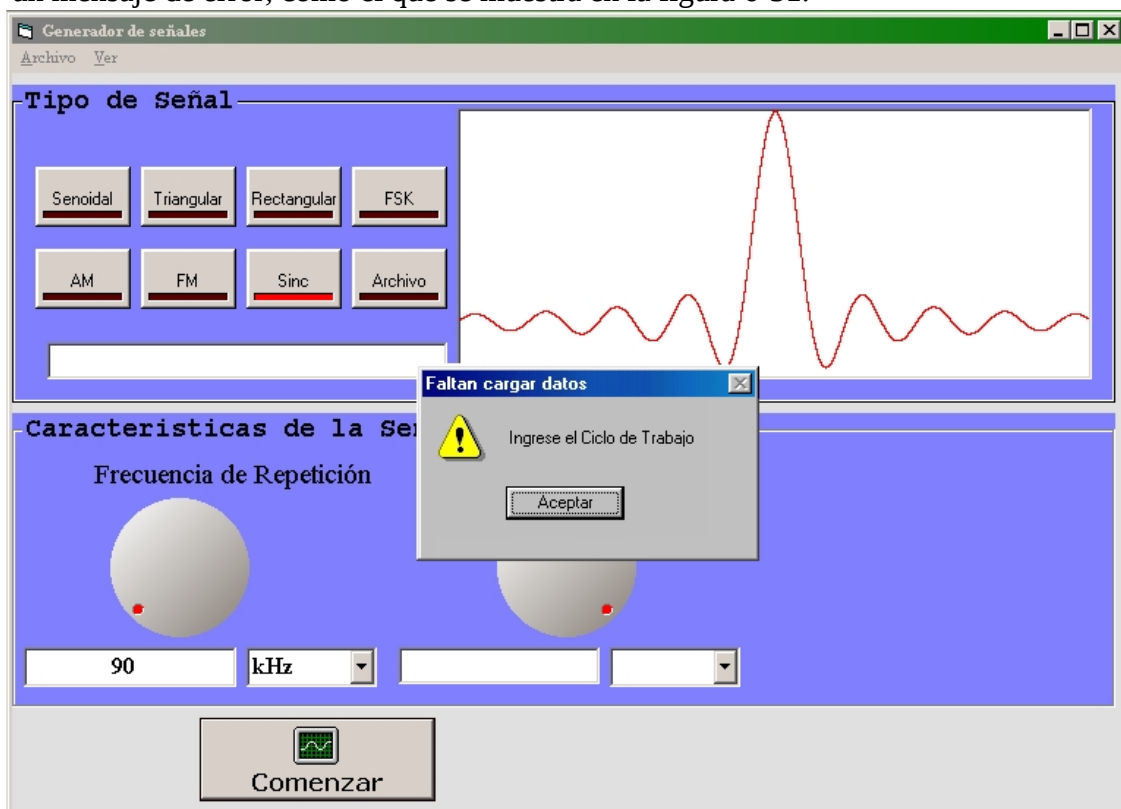 un mensaje de error, como el que se muestra en la figura 6-31.
Generador de señales
Archivo Ver
Tipo de Señal
Senoidal Triangular Rectangular FSK
AM FM Sinc Archivo
Faltan cargar datos
Ingrese el Ciclo de Trabajo
Aceptar
Caracteristicas de la Se
Frecuencia de Repetición
90 kHz
Comenzar